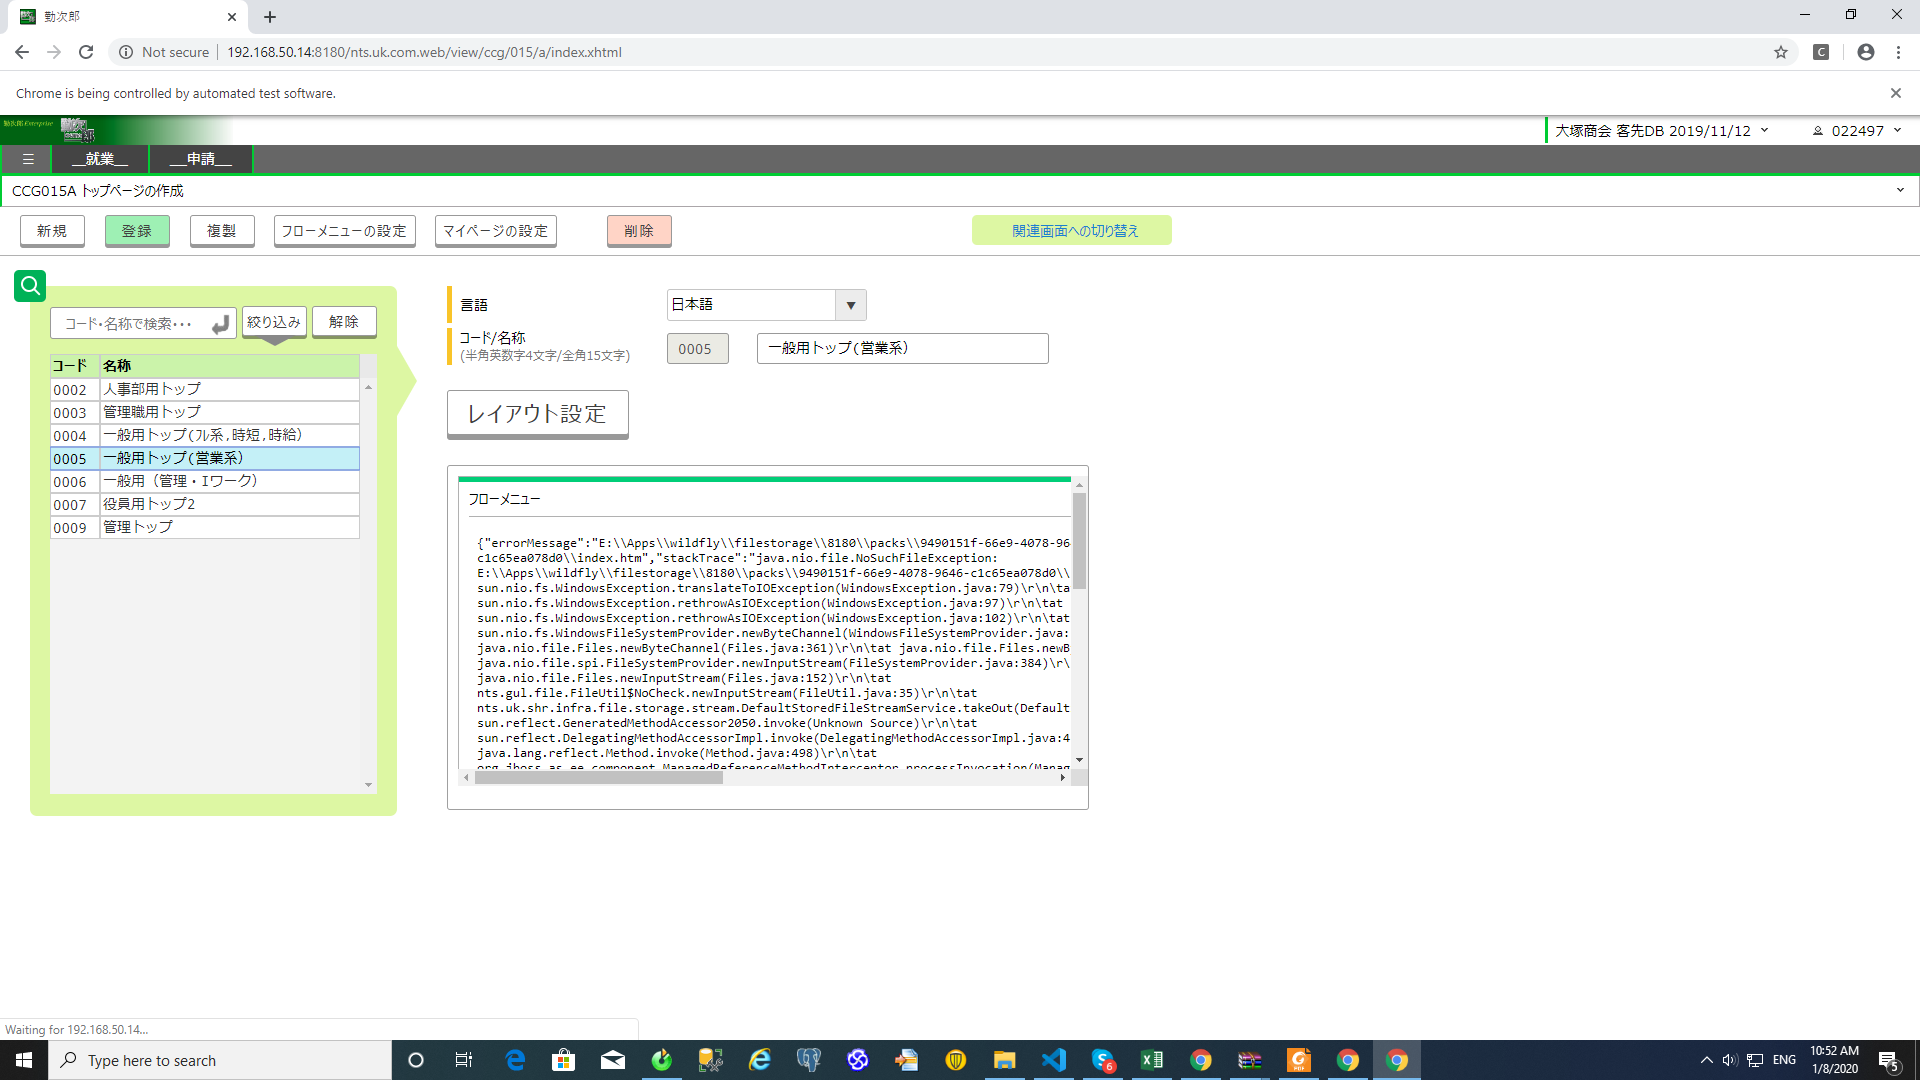 勤次郎
Not secure
192.168.50.14:8180/nts.uk.com.web/view/ccg/015/a/index.xhtml
Chrome is being controlled by automated test software.
勤次郎 Enterprise
大塚商会 客先DB 2019/11/12
022497
__就業__
__申請__
CCG015A トップページの作成
新規
登録
複製
フローメニューの設定
マイページの設定
削除
関連画面への切り替え
コード・名称で検索・・・
絞り込み
解除
コード 名称
0002 人事部用トップ
0003 管理職用トップ
0004 一般用トップ(ﾌﾚ系,時短,時給)
0005 一般用トップ(営業系)
0006 一般用（管理・Iワーク）
0007 役員用トップ2
0009 管理トップ
言語
日本語
コード/名称
(半角英数字4文字/全角15文字)
0005
一般用トップ(営業系)
レイアウト設定
フローメニュー
{"errorMessage":"E:\\Apps\\wildfly\\filestorage\\8180\\packs\\9490151f-66e9-4078-96
c1c65ea078d0\\index.htm","stackTrace":"java.nio.file.NoSuchFileException:
E:\\Apps\\wildfly\\filestorage\\8180\\packs\\9490151f-66e9-4078-9646-c1c65ea078d0\\
sun.nio.fs.WindowsException.translateToIOException(WindowsException.java:79)\r\n\ta
sun.nio.fs.WindowsException.rethrowAsIOException(WindowsException.java:97)\r\n\tat
sun.nio.fs.WindowsException.rethrowAsIOException(WindowsException.java:102)\r\n\tat
sun.nio.fs.WindowsFileSystemProvider.newByteChannel(WindowsFileSystemProvider.java:
java.nio.file.Files.newByteChannel(Files.java:361)\r\n\tat java.nio.file.Files.newB
java.nio.file.spi.FileSystemProvider.newInputStream(FileSystemProvider.java:384)\r\
java.nio.file.Files.newInputStream(Files.java:152)\r\n\tat
nts.gul.file.FileUtil$NoCheck.newInputStream(FileUtil.java:35)\r\n\tat
nts.uk.shr.infra.file.storage.stream.DefaultStoredFileStreamService.takeOut(Default
sun.reflect.GeneratedMethodAccessor2050.invoke(Unknown Source)\r\n\tat
sun.reflect.DelegatingMethodAccessorImpl.invoke(DelegatingMethodAccessorImpl.java:4
java.lang.reflect.Method.invoke(Method.java:498)\r\n\tat
org.jboss.as.ee.component.ManagedReferenceMethodInterceptor.processInvocation(Manag
Waiting for 192.168.50.14...
Type here to search
6
ENG
10:52 AM
1/8/2020
5